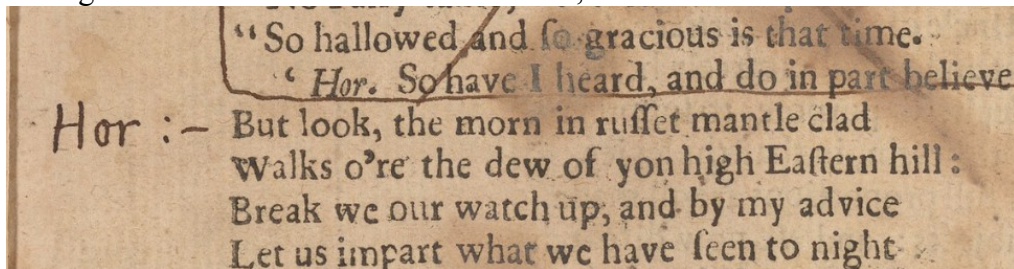 “So hallowed and ſo gracious is that time.
‘ Hor. So have I heard, and do in part believe
Hor :- But look, the morn in ruſſet mantle clad
Walks o’re the dew of yon high Eaſtern hill :
Break we our watch up, and by my advice
Let us impart what we have ſeen to night